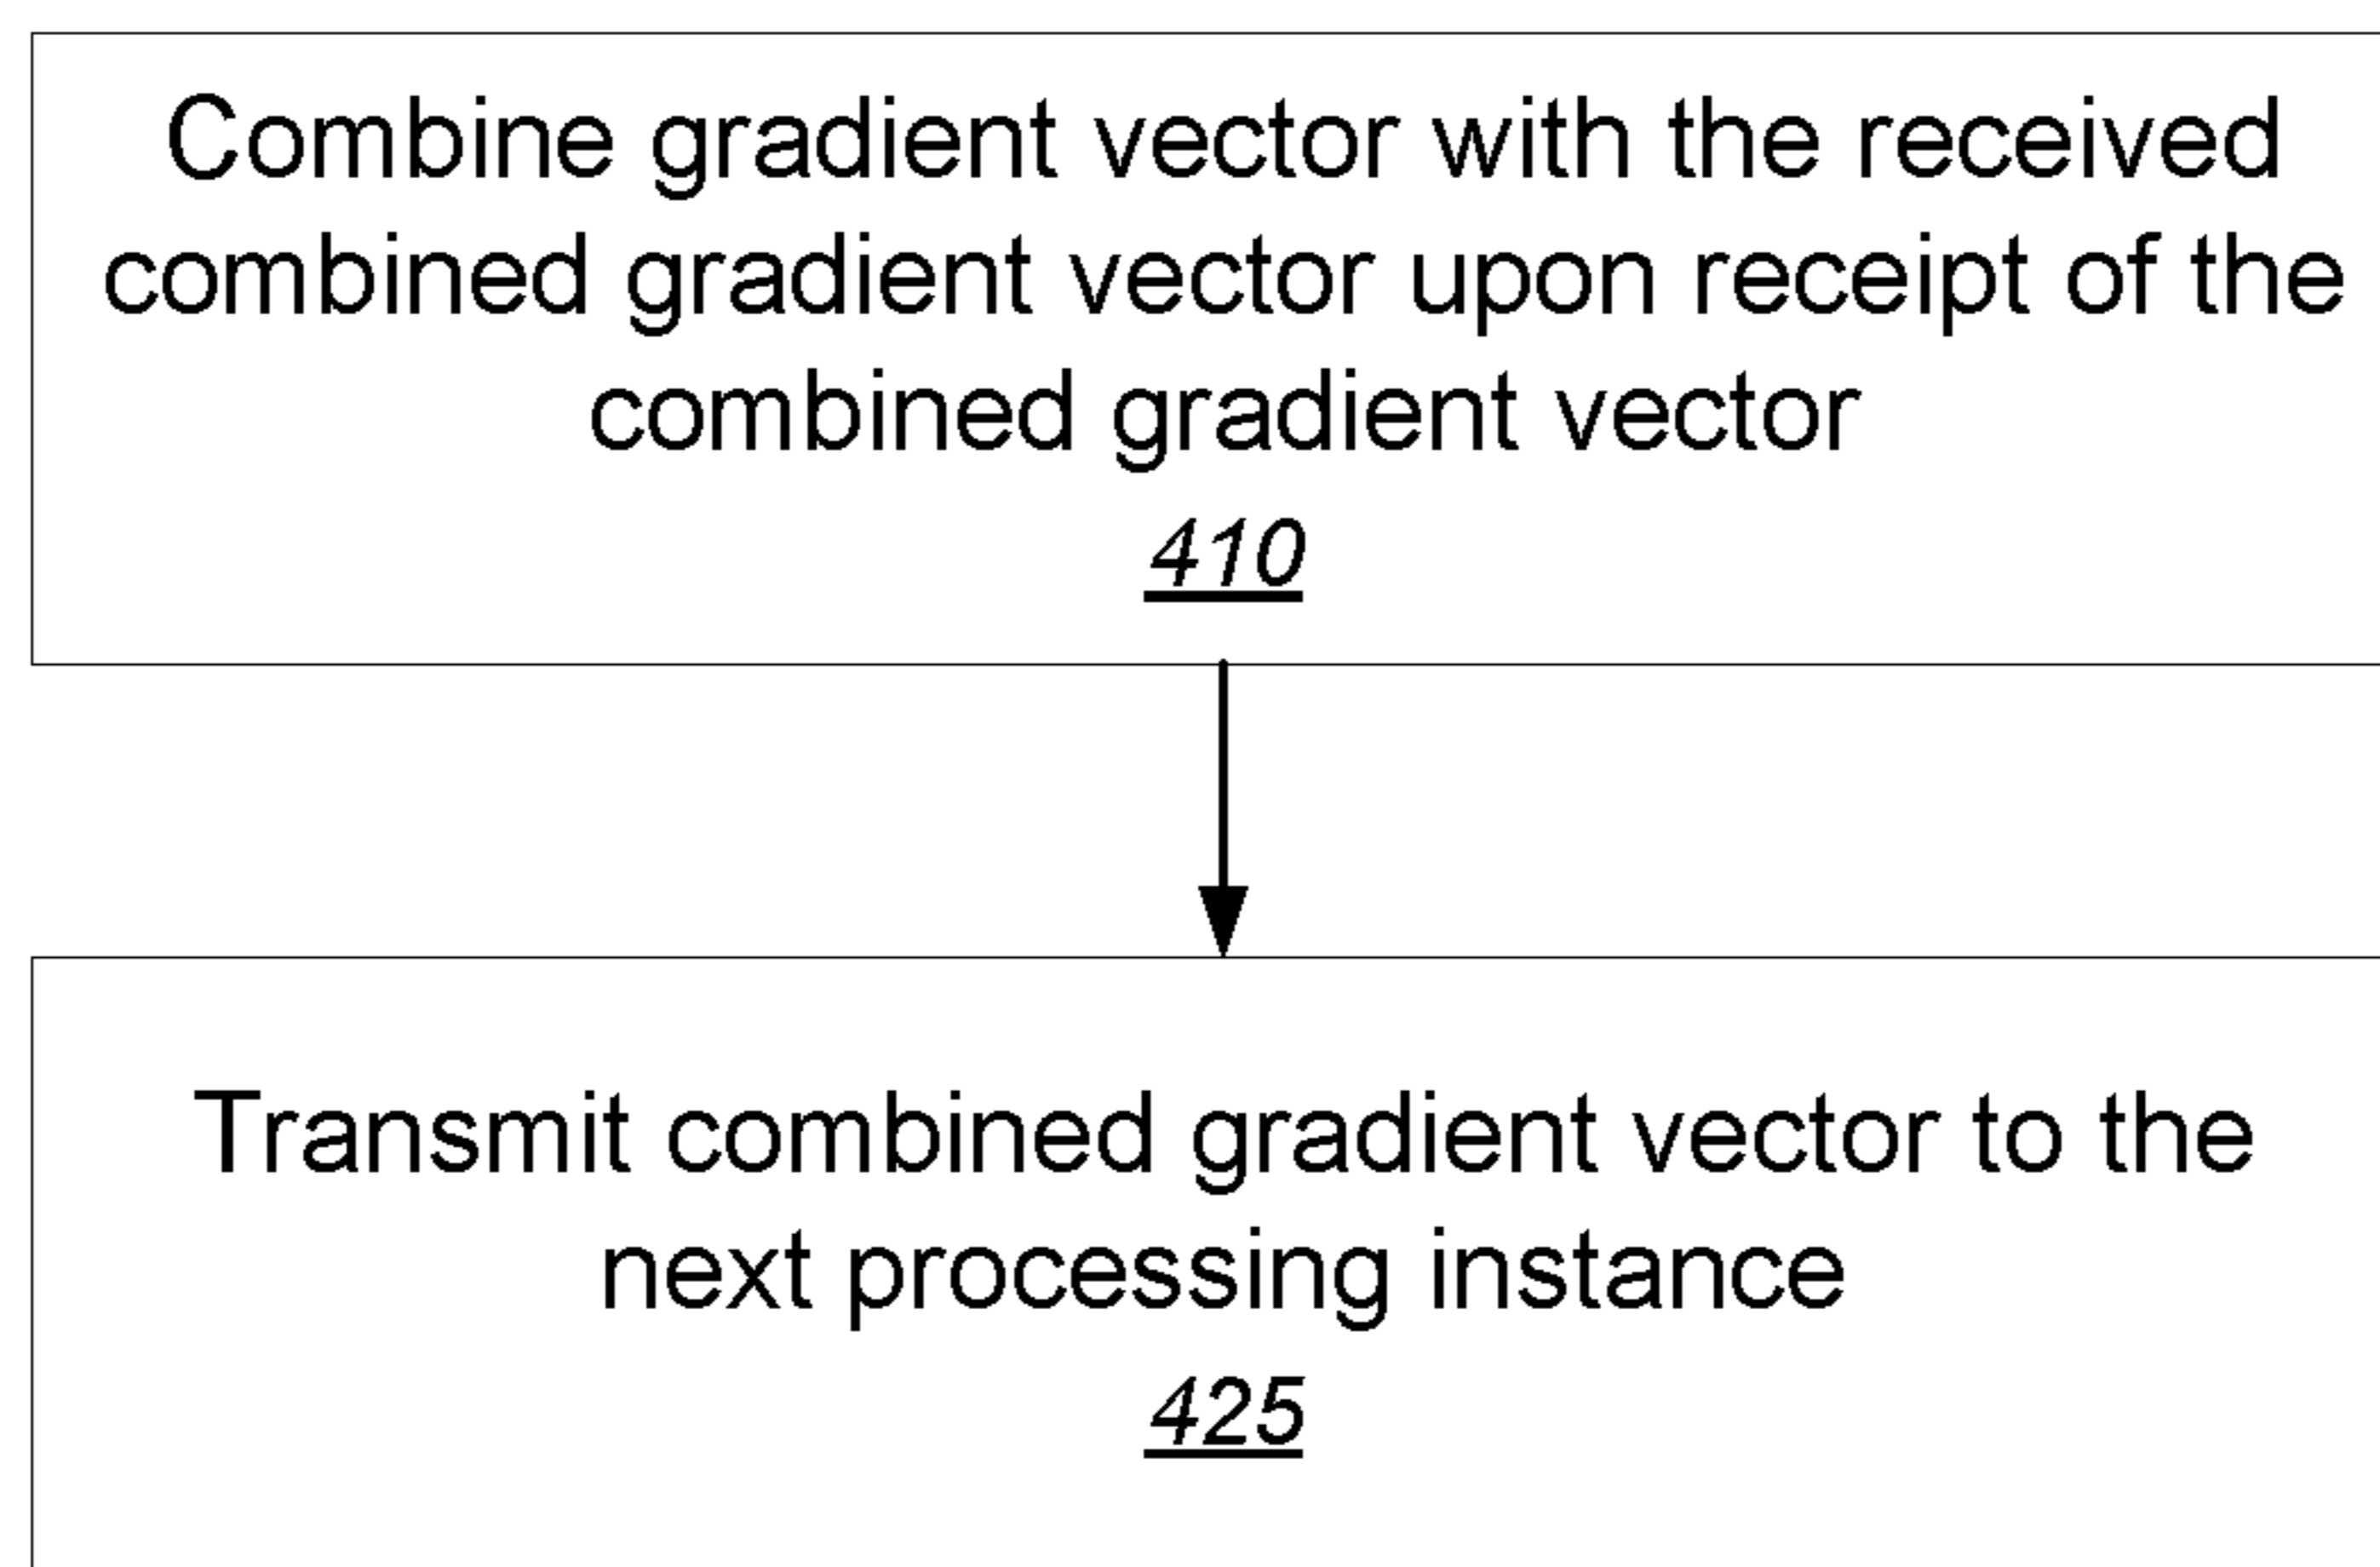 Combine gradient vector with the received
combined gradient vector upon receipt of the
combined gradient vector
410
Transmit combined gradient vector to the
next processing instance
425